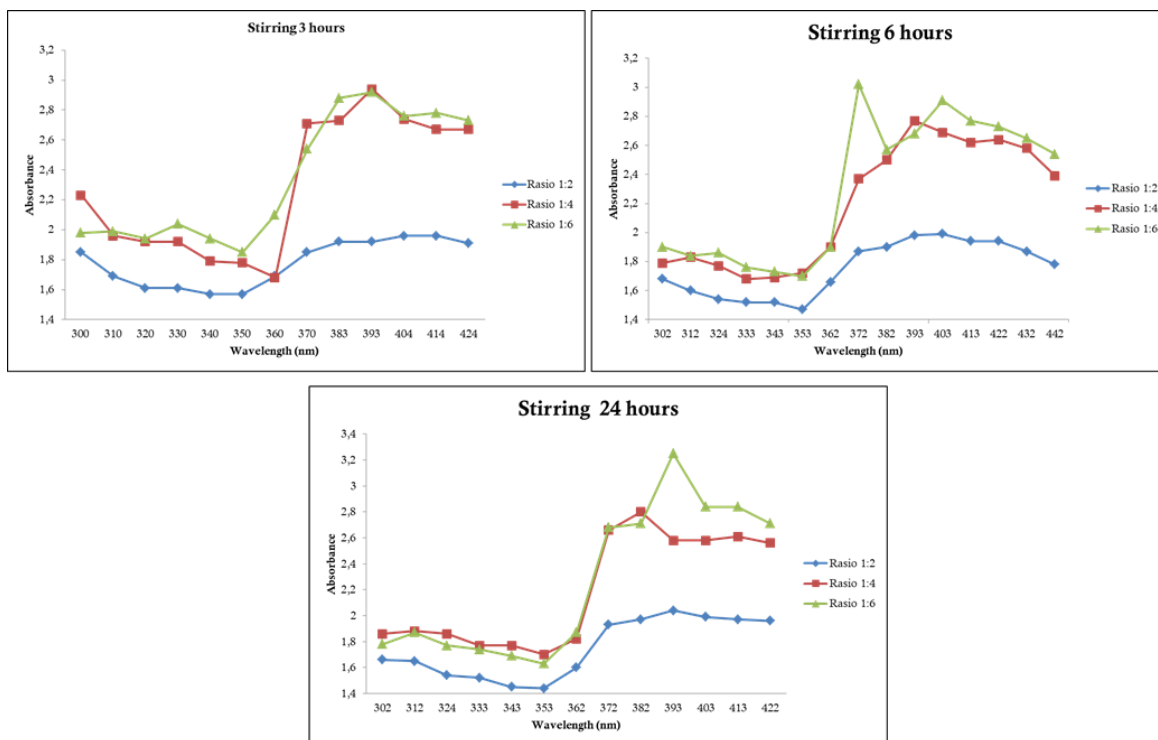 Stirring 3 hours
3,2
3
2,8
2,6
2,4
2,2
2
1,8
1,6
1,4
Absorbance
300 310 320 330 340 350 360 370 383 393 404 414 424
Wavelength (nm)
Rasio 1:2
Rasio 1:4
Rasio 1:6
Stirring 6 hours
3,2
3
2,8
2,6
2,4
2,2
2
1,8
1,6
1,4
Absorbance
302 312 324 333 343 353 362 372 382 393 403 413 422 432 442
Wavelength (nm)
Rasio 1:2
Rasio 1:4
Rasio 1:6
Stirring 24 hours
3,4
3,2
3
2,8
2,6
2,4
2,2
2
1,8
1,6
1,4
Absorbance
302 312 324 333 343 353 362 372 382 393 403 413 422
Wavelength (nm)
Rasio 1:2
Rasio 1:4
Rasio 1:6